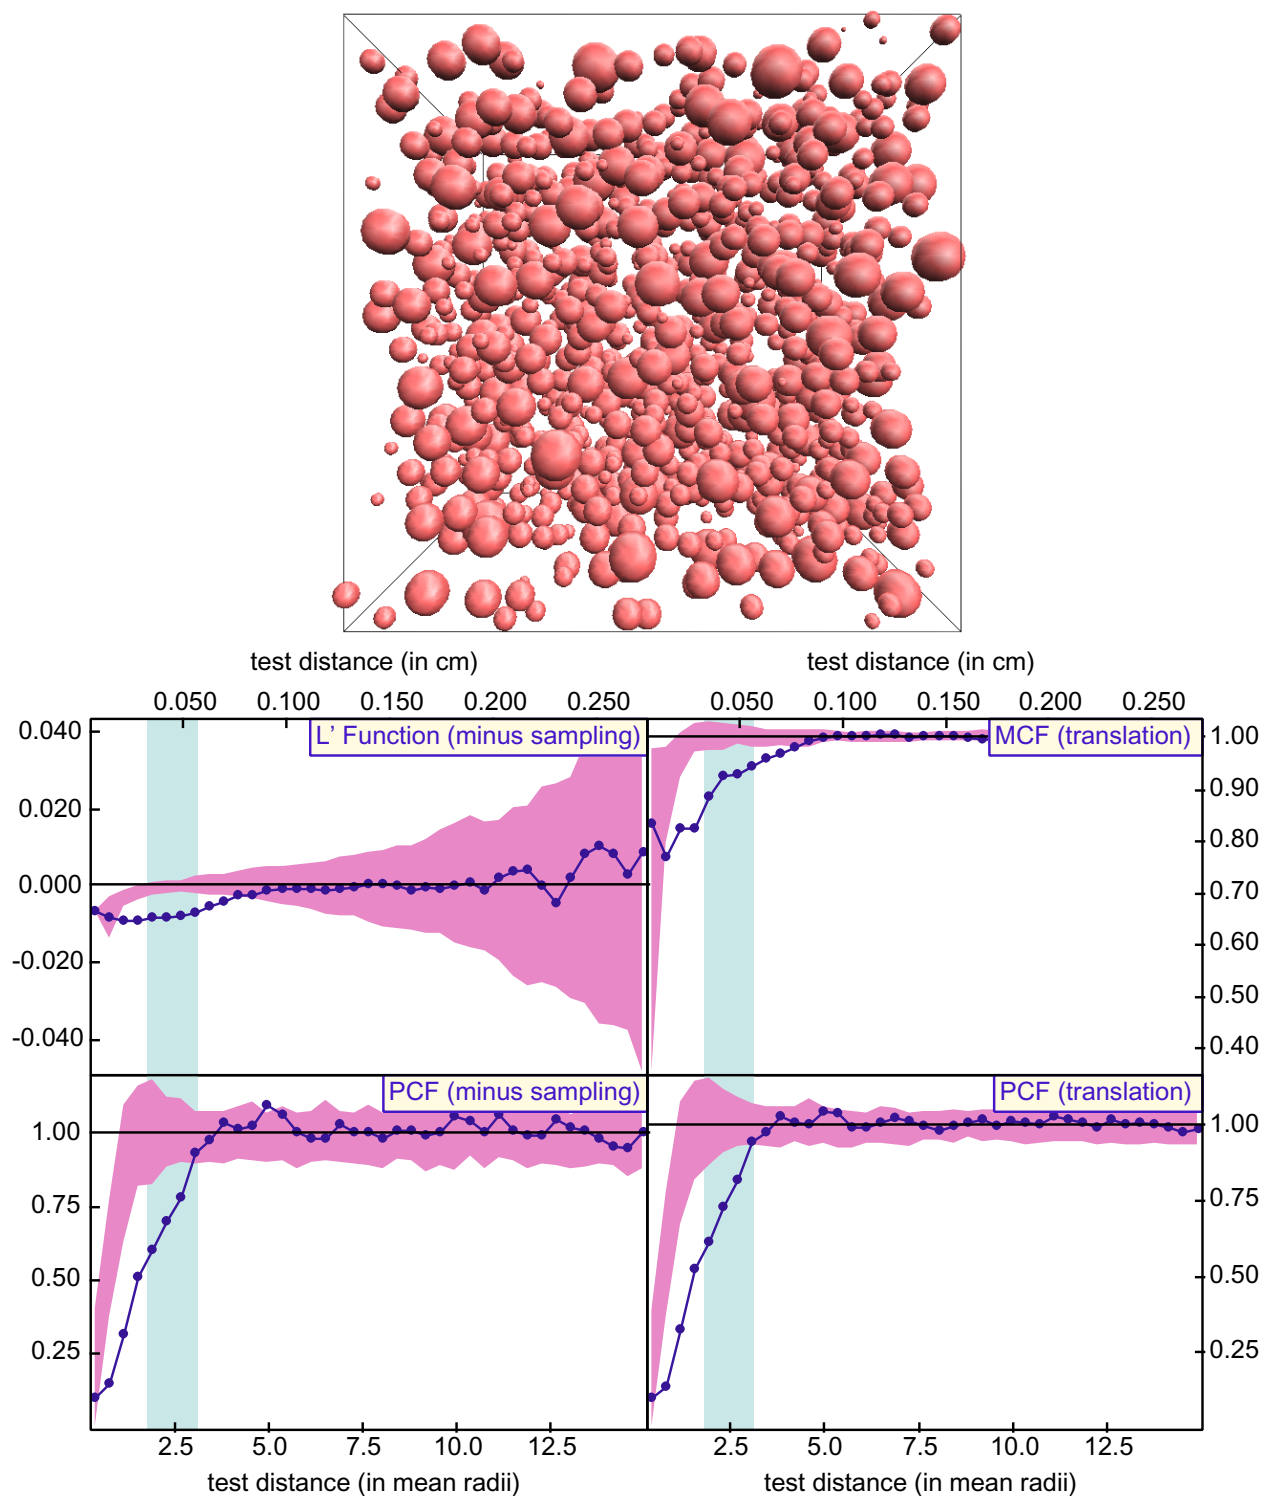 test distance (in cm) test distance (in cm)
0.050 0.100 0.150 0.200 0.250 0.050 0.100 0.150 0.200 0.250
L' Function (minus sampling)
0.040
0.020
0.000
-0.020
-0.040
MCF (translation)
1.00
0.90
0.80
0.70
0.60
0.50
0.40
PCF (minus sampling)
1.00
0.75
0.50
0.25
PCF (translation)
1.00
0.75
0.50
0.25
2.5 5.0 7.5 10.0 12.5 2.5 5.0 7.5 10.0 12.5
test distance (in mean radii) test distance (in mean radii)